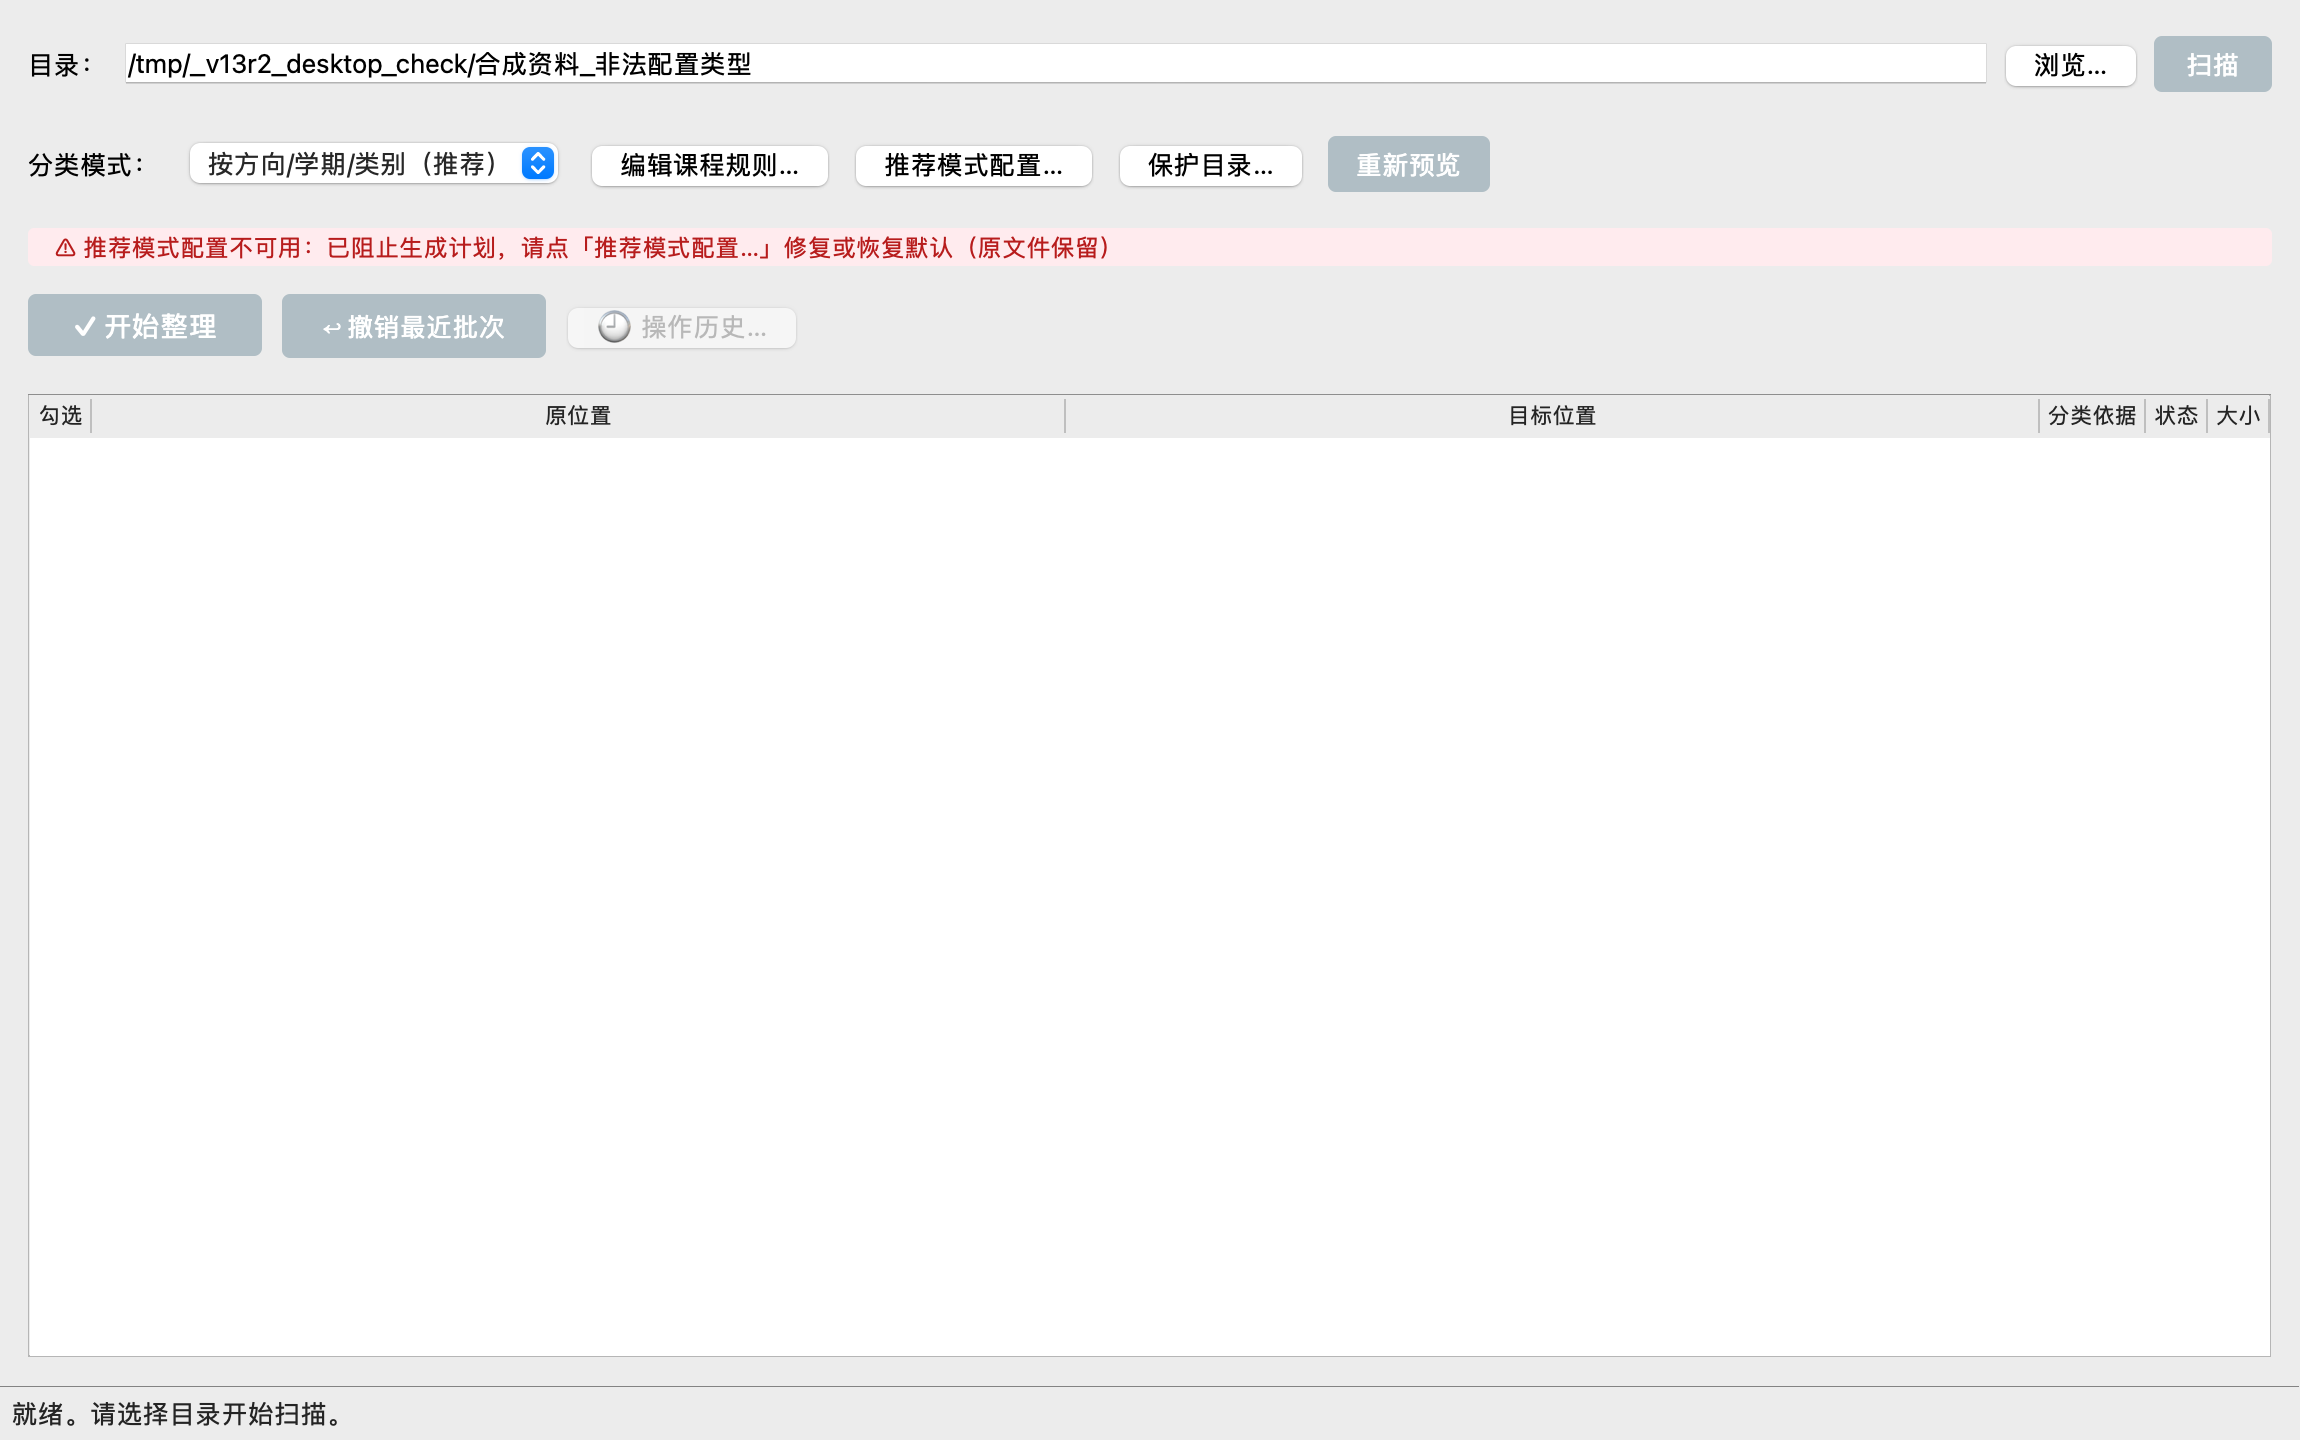 目录： /tmp/_v13r2_desktop_check/合成资料_非法配置类型 浏览... 扫描
分类模式： 按方向/学期/类别（推荐） 编辑课程规则... 推荐模式配置... 保护目录... 重新预览
⚠ 推荐模式配置不可用：已阻止生成计划，请点「推荐模式配置...」修复或恢复默认（原文件保留）
✓ 开始整理 ↩ 撤销最近批次 🕘 操作历史...
勾选 原位置 目标位置 分类依据 状态 大小
就绪。请选择目录开始扫描。